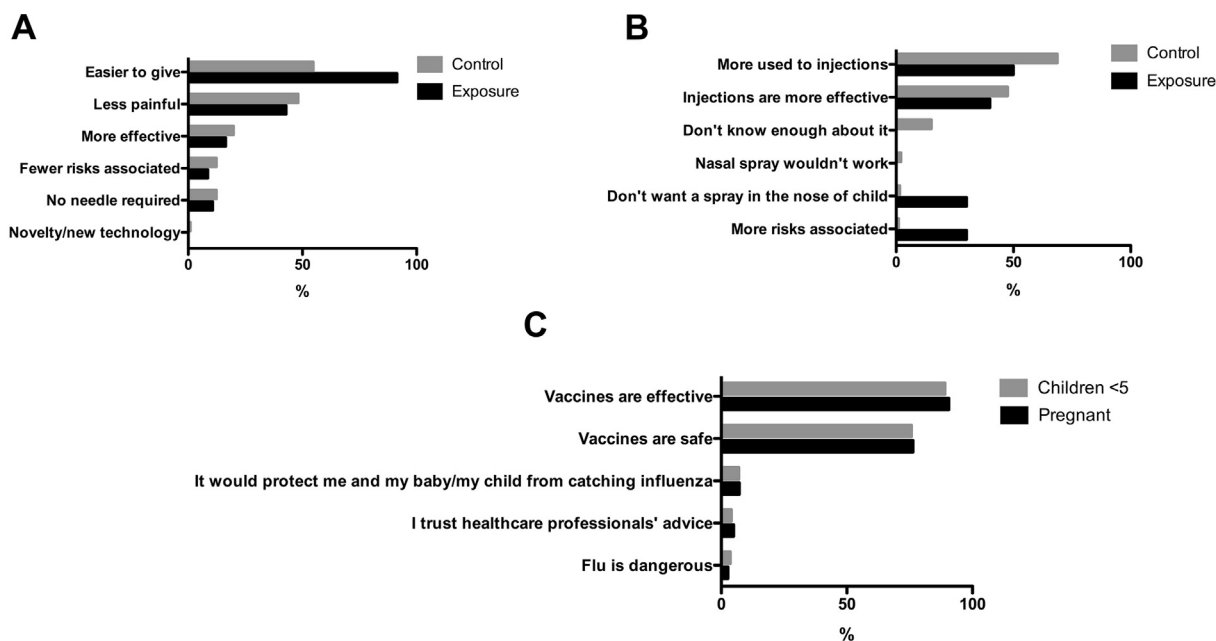 A
Easier to give
Less painful
More effective
Fewer risks associated
No needle required
Novelty/new technology
0 50 100
%
Control
Exposure
B
More used to injections
Injections are more effective
Don't know enough about it
Nasal spray wouldn't work
Don't want a spray in the nose of child
More risks associated
0 50 100
%
Control
Exposure
C
Vaccines are effective
Vaccines are safe
It would protect me and my baby/my child from catching influenza
I trust healthcare professionals' advice
Flu is dangerous
0 50 100
%
Children <5
Pregnant